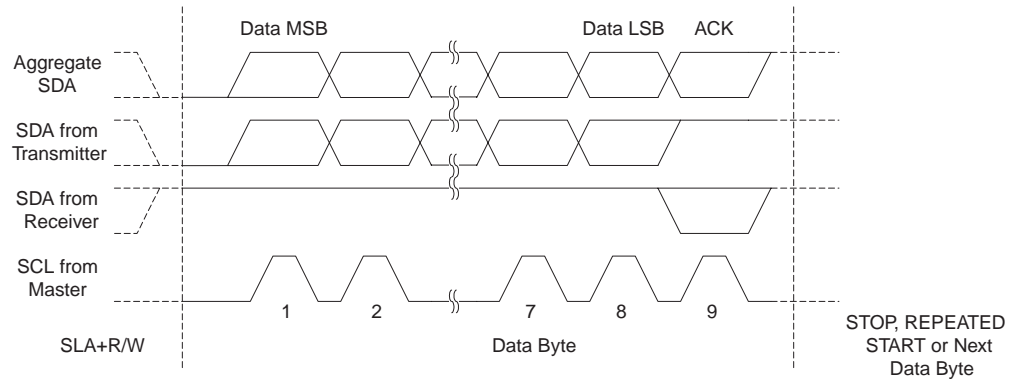 Data MSB
Data LSB
ACK
Aggregate
SDA
SDA from
Transmitter
SDA from
Receiver
SCL from
Master
1
2
7
8
9
SLA+R/W
Data Byte
STOP, REPEATED
START or Next
Data Byte